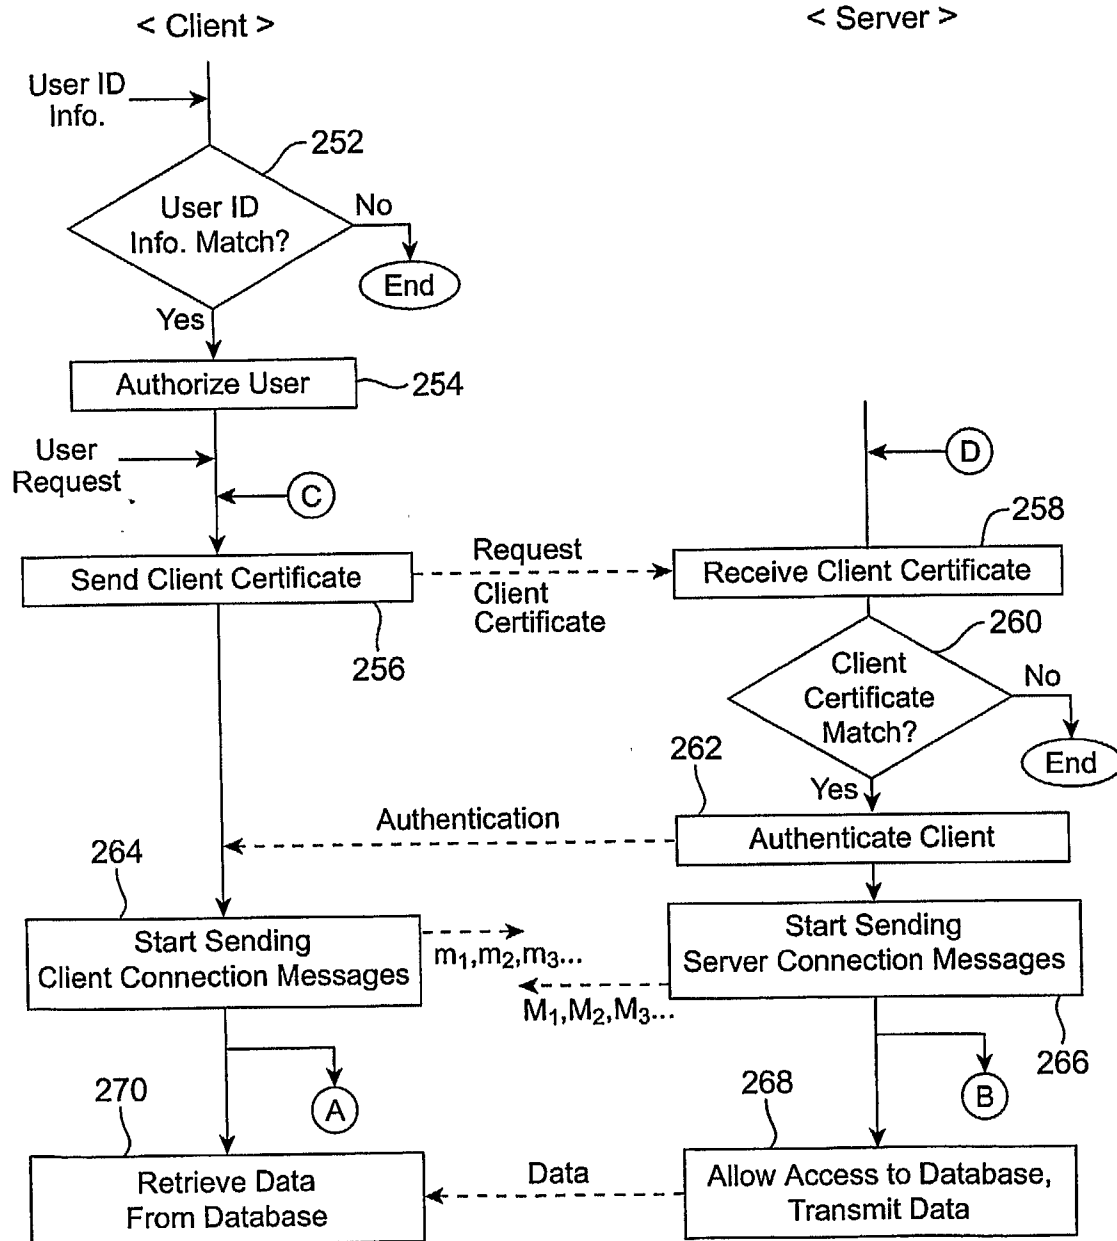 < Client >
< Server >
User ID
Info.
252
User ID
Info. Match?
No
End
Yes
Authorize User
254
User
Request
C
D
258
Send Client Certificate
Request
Client
Certificate
Receive Client Certificate
256
260
Client
Certificate
Match?
No
End
262
Yes
Authentication
Authenticate Client
264
Start Sending
Client Connection Messages
m1,m2,m3...
M1,M2,M3...
Start Sending
Server Connection Messages
266
A
B
270
268
Retrieve Data
From Database
Data
Allow Access to Database,
Transmit Data